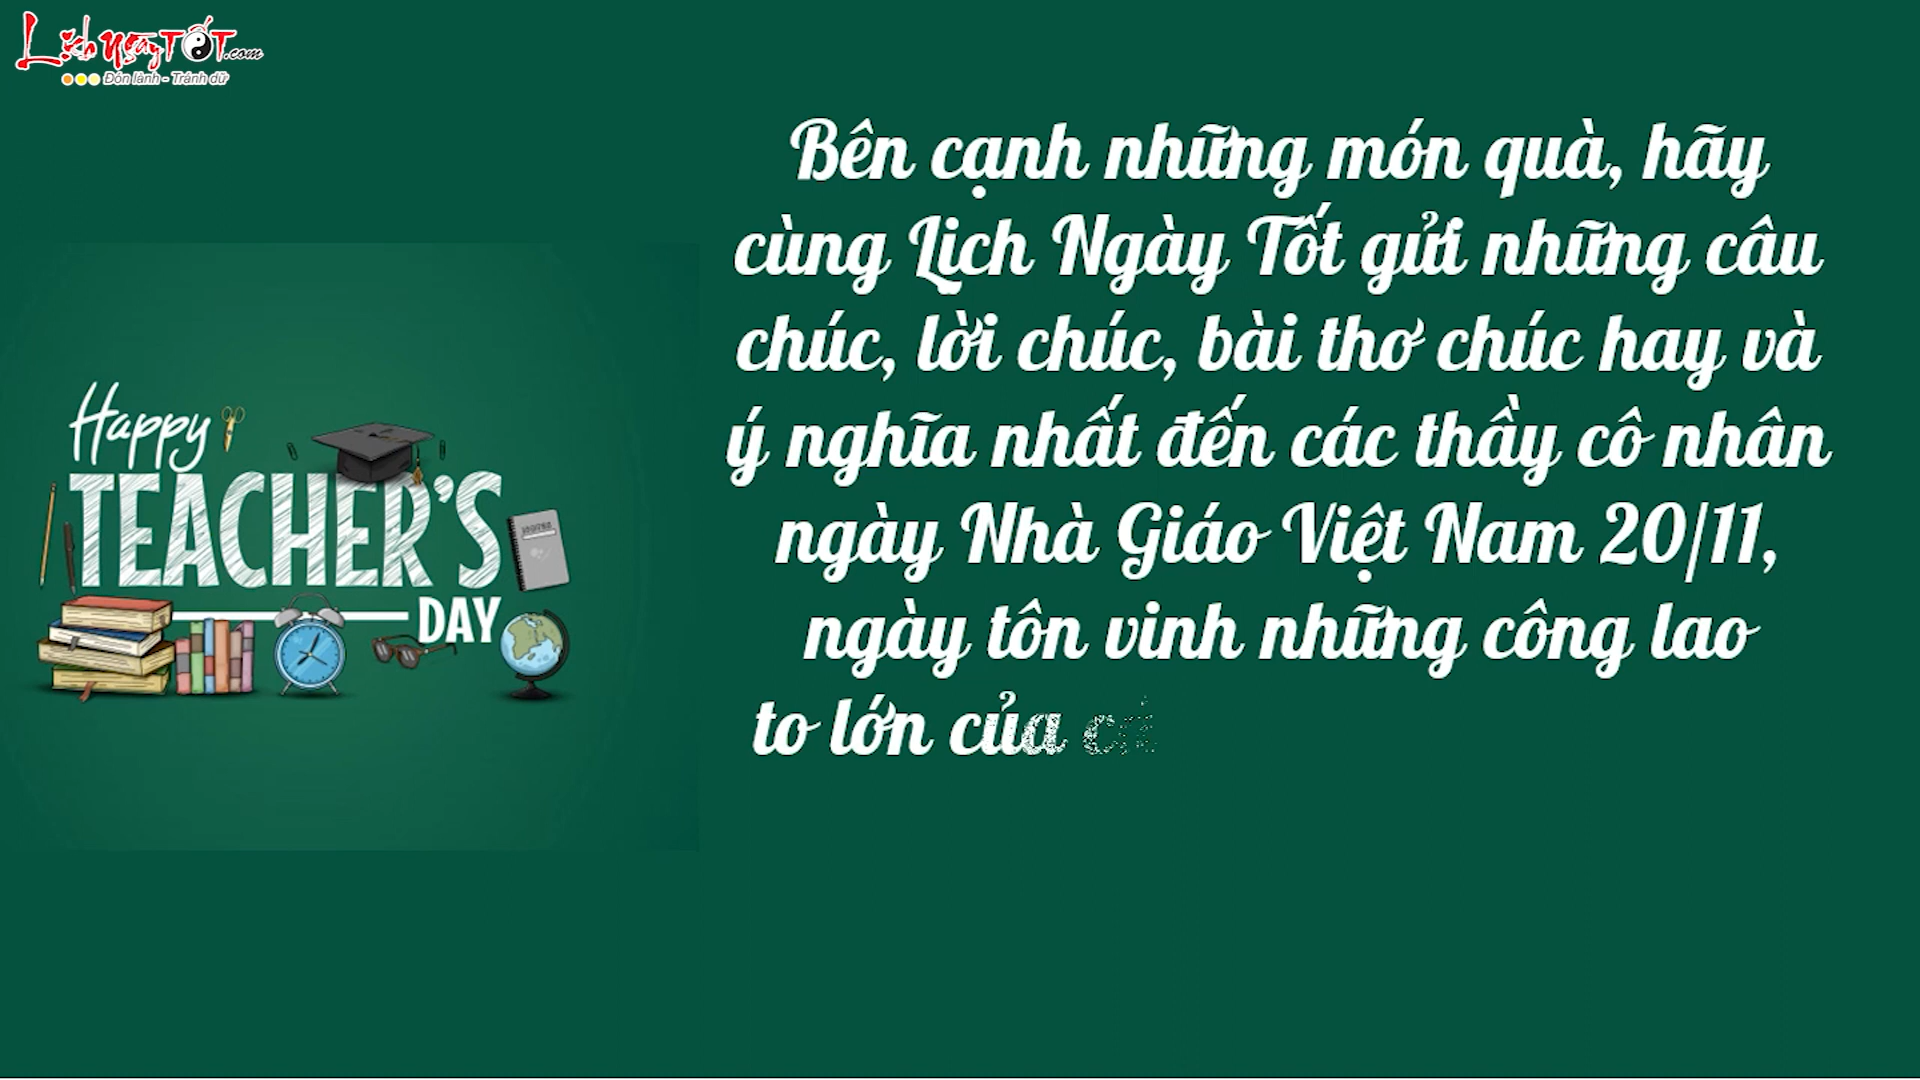 Lịch Ngày TỐT.com
Đón lành - Tránh dữ
Bên cạnh những món quà, hãy
cùng Lịch Ngày Tốt gửi những câu
chúc, lời chúc, bài thơ chúc hay và
ý nghĩa nhất đến các thầy cô nhân
ngày Nhà Giáo Việt Nam 20/11,
ngày tôn vinh những công lao
to lớn của
Happy
TEACHER'S
DAY